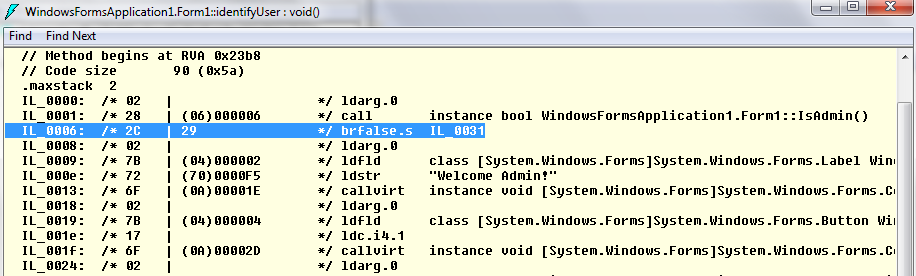 WindowsFormsApplication1.Form1::identifyUser : void()
Find Find Next
// Method begins at RVA 0x23b8
// Code size 90 (0x5a)
.maxstack 2
IL_0000: /* 02 | */ ldarg.0
IL_0001: /* 28 | (06)000006 */ call instance bool WindowsFormsApplication1.Form1::IsAdmin()
IL_0006: /* 2C | 29 */ brfalse.s IL_0031
IL_0008: /* 02 | */ ldarg.0
IL_0009: /* 7B | (04)000002 */ ldfld class [System.Windows.Forms]System.Windows.Forms.Label Win
IL_000e: /* 72 | (70)0000F5 */ ldstr "Welcome Admin!"
IL_0013: /* 6F | (0A)00001E */ callvirt instance void [System.Windows.Forms]System.Windows.Forms.Co
IL_0018: /* 02 | */ ldarg.0
IL_0019: /* 7B | (04)000004 */ ldfld class [System.Windows.Forms]System.Windows.Forms.Button Wi
IL_001e: /* 17 | */ ldc.i4.1
IL_001f: /* 6F | (0A)00002D */ callvirt instance void [System.Windows.Forms]System.Windows.Forms.Co
IL_0024: /* 02 | */ ldarg.0